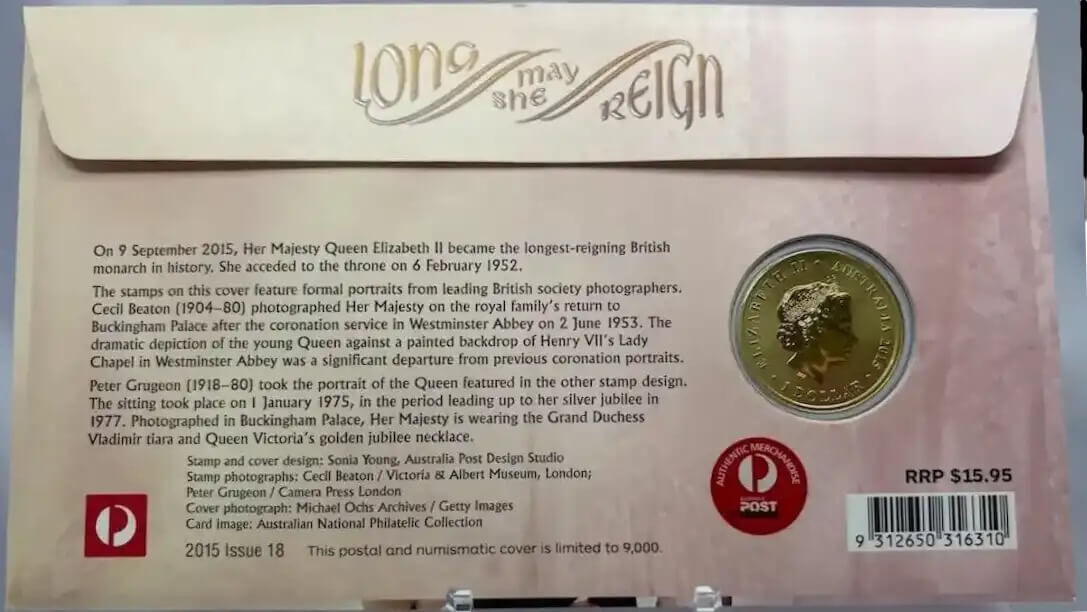 LONG may she REIGN
On 9 September 2015, Her Majesty Queen Elizabeth II became the longest-reigning British
monarch in history. She acceded to the throne on 6 February 1952.
The stamps on this cover feature formal portraits from leading British society photographers.
Cecil Beaton (1904–80) photographed Her Majesty on the royal family's return to
Buckingham Palace after the coronation service in Westminster Abbey on 2 June 1953. The
dramatic depiction of the young Queen against a painted backdrop of Henry VII's Lady
Chapel in Westminster Abbey was a significant departure from previous coronation portraits.
Peter Grugeon (1918–80) took the portrait of the Queen featured in the other stamp design.
The sitting took place on 1 January 1975, in the period leading up to her silver jubilee in
1977. Photographed in Buckingham Palace, Her Majesty is wearing the Grand Duchess
Vladimir tiara and Queen Victoria's golden jubilee necklace.
Stamp and cover design: Sonia Young, Australia Post Design Studio
Stamp photographs: Cecil Beaton / Victoria & Albert Museum, London;
Peter Grugeon / Camera Press London
Cover photograph: Michael Ochs Archives / Getty Images
Card image: Australian National Philatelic Collection
2015 Issue 18 This postal and numismatic cover is limited to 9,000.
ELIZABETH II • AUSTRALIA 2015
• 1 DOLLAR •
AUTHENTIC MERCHANDISE
POST
RRP $15.95
9 312650 316310